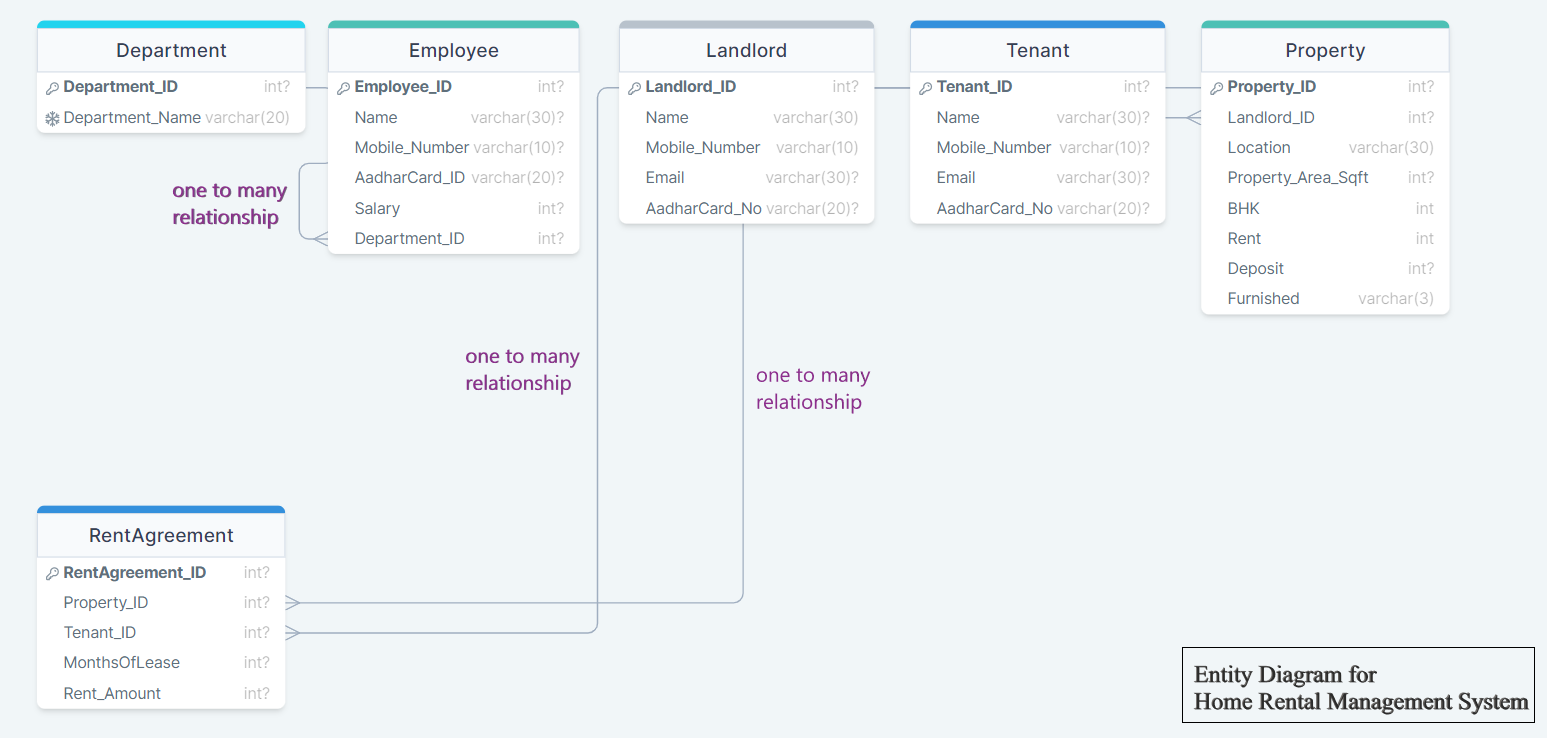 Department
Department_ID int?
Department_Name varchar(20)
Employee
Employee_ID int?
Name varchar(30)?
Mobile_Number varchar(10)?
AadharCard_ID varchar(20)?
Salary int?
Department_ID int?
Landlord
Landlord_ID int?
Name varchar(30)
Mobile_Number varchar(10)
Email varchar(30)?
AadharCard_No varchar(20)?
Tenant
Tenant_ID int?
Name varchar(30)?
Mobile_Number varchar(10)?
Email varchar(30)?
AadharCard_No varchar(20)?
Property
Property_ID int?
Landlord_ID int?
Location varchar(30)
Property_Area_Sqft int?
BHK int
Rent int
Deposit int?
Furnished varchar(3)
one to many
relationship
one to many
relationship
one to many
relationship
RentAgreement
RentAgreement_ID int?
Property_ID int?
Tenant_ID int?
MonthsOfLease int?
Rent_Amount int?
Entity Diagram for
Home Rental Management System